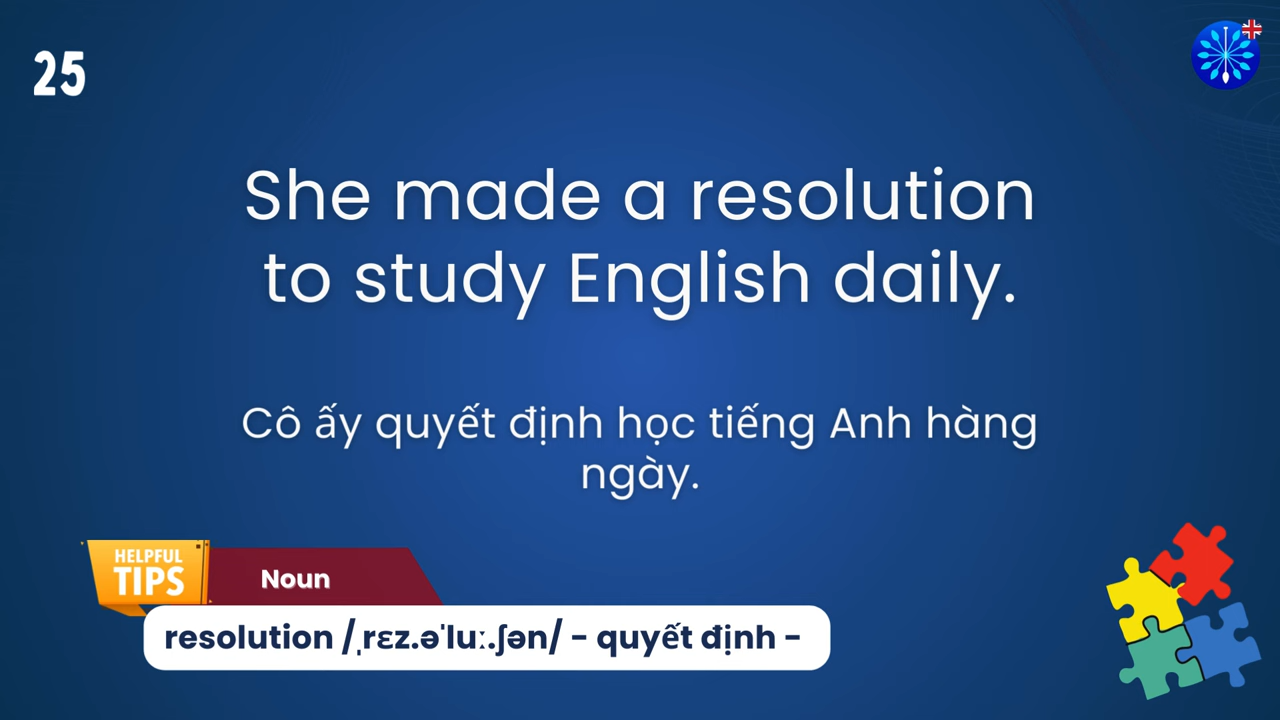 25
She made a resolution
to study English daily.
Cô ấy quyết định học tiếng Anh hàng
ngày.
HELPFUL
TIPS
Noun
resolution /ˌrɛz.əˈluː.ʃən/ - quyết định -